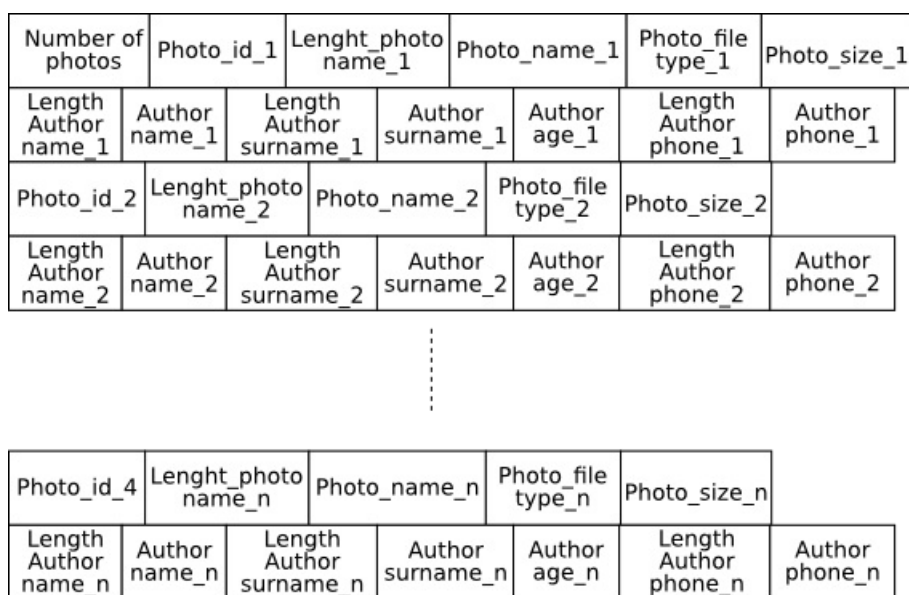 Number of photos Photo_id_1 Lenght_photo name_1 Photo_name_1 Photo_file type_1 Photo_size_1
Length Author name_1 Author name_1 Length Author surname_1 Author surname_1 Author age_1 Length Author phone_1 Author phone_1
Photo_id_2 Lenght_photo name_2 Photo_name_2 Photo_file type_2 Photo_size_2
Length Author name_2 Author name_2 Length Author surname_2 Author surname_2 Author age_2 Length Author phone_2 Author phone_2
Photo_id_4 Lenght_photo name_n Photo_name_n Photo_file type_n Photo_size_n
Length Author name_n Author name_n Length Author surname_n Author surname_n Author age_n Length Author phone_n Author phone_n